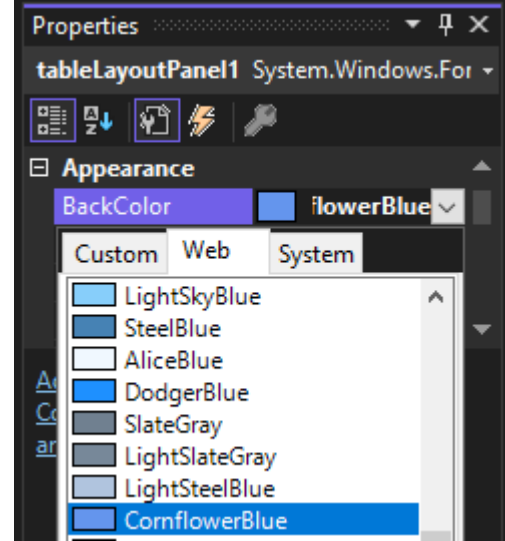 Properties
tableLayoutPanel1 System.Windows.For
Appearance
BackColor flowerBlue
Custom Web System
LightSkyBlue
SteelBlue
AliceBlue
DodgerBlue
SlateGray
LightSlateGray
LightSteelBlue
CornflowerBlue